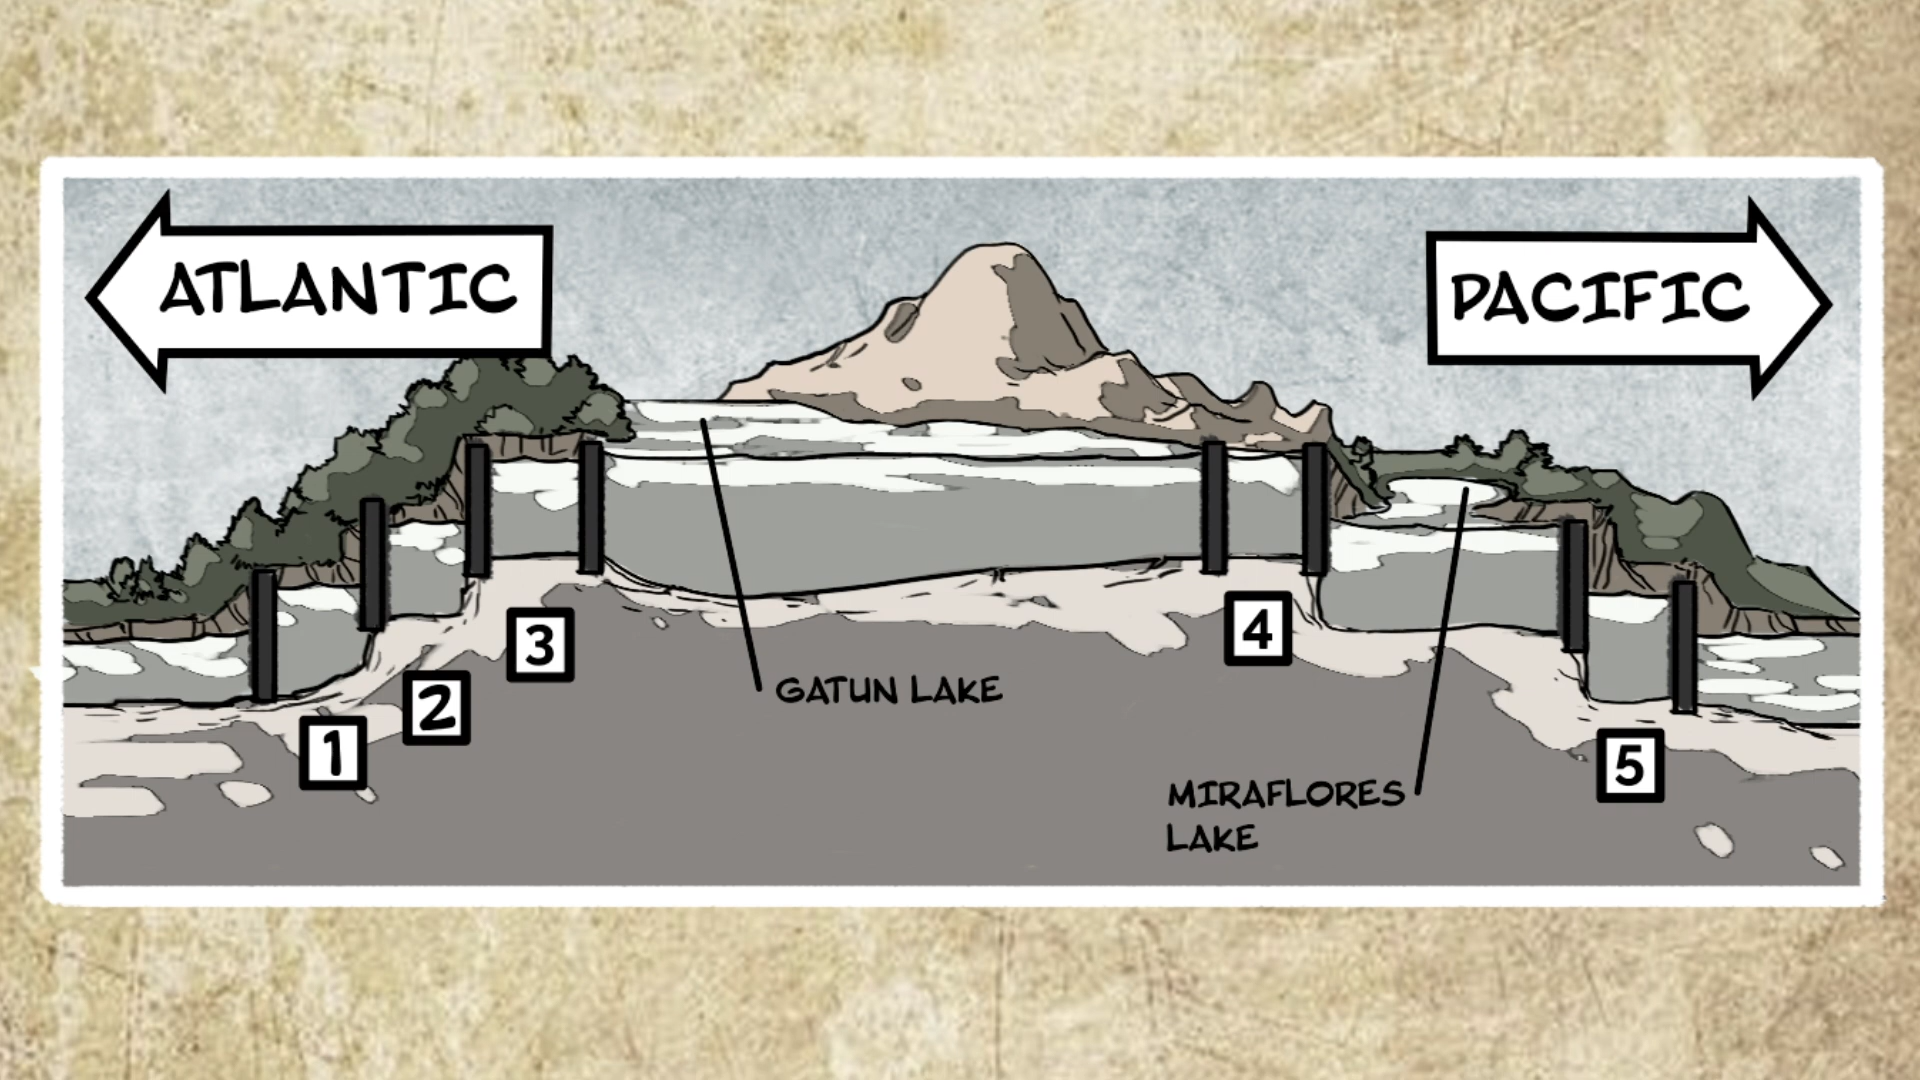 ATLANTIC
PACIFIC
1
2
3
4
5
GATUN LAKE
MIRAFLORES
LAKE